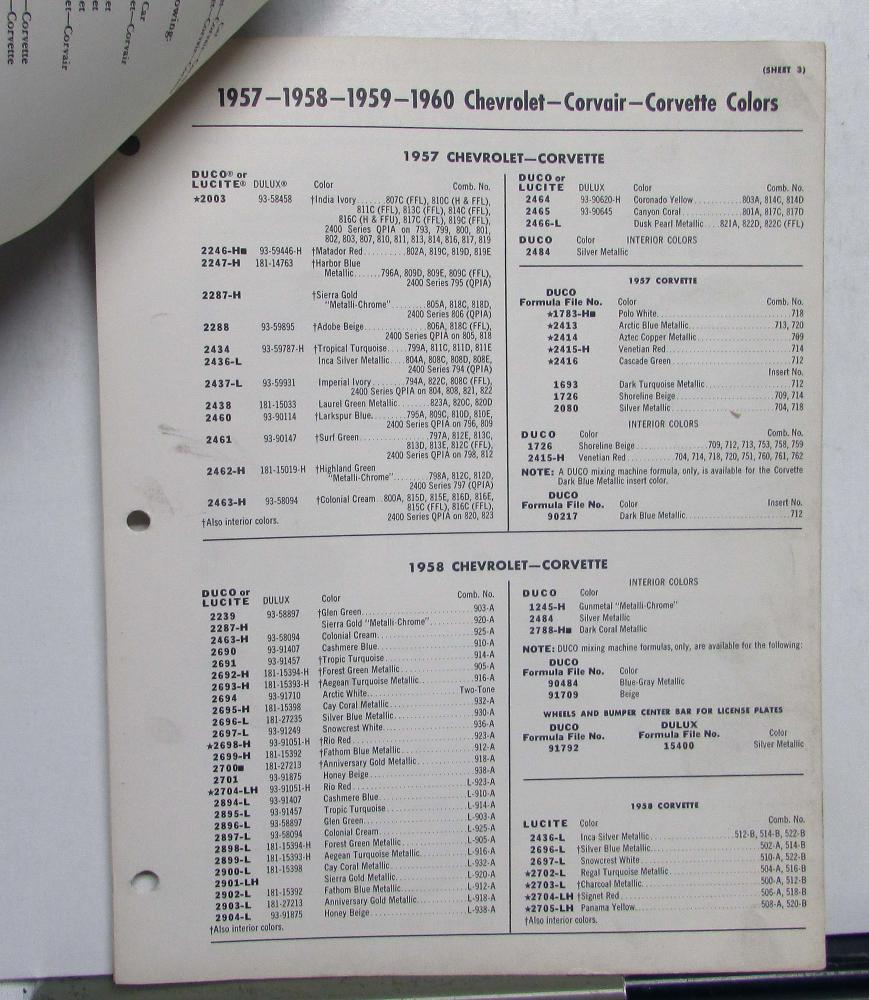 Car
et—Corvair
et
et
et—Corvair
—Corvette
—Corvette
owing:
(SHEET 3)
1957—1958—1959—1960 Chevrolet—Corvair—Corvette Colors
1957 CHEVROLET—CORVETTE
DUCO® or
LUCITE® DULUX® Color Comb. No.
★2003 93-58458 †India Ivory......807C (FFL), 810C (H & FFL),
811C (FFL), 813C (FFL), 814C (FFL),
816C (H & FFU), 817C (FFL), 819C (FFL),
2400 Series QPIA on 793, 799, 800, 801,
802, 803, 807, 810, 811, 813, 814, 816, 817, 819
2246-H■ 93-59446-H †Matador Red..........802A, 819C, 819D, 819E
2247-H 181-14763 †Harbor Blue
Metallic.....796A, 809D, 809E, 809C (FFL),
2400 Series 795 (QPIA)
2287-H †Sierra Gold
"Metalli-Chrome"........805A, 818C, 818D,
2400 Series 806 (QPIA)
2288 93-59895 †Adobe Beige............806A, 818C (FFL),
2400 Series QPIA on 805, 818
2434 93-59787-H †Tropical Turquoise....799A, 811C, 811D, 811E
2436-L Inca Silver Metallic...804A, 808C, 808D, 808E,
2400 Series 794 (QPIA)
2437-L 93-59931 Imperial Ivory......794A, 822C, 808C (FFL),
2400 Series QPIA on 804, 808, 821, 822
2438 181-15033 Laurel Green Metallic.......823A, 820C, 820D
2460 93-90114 †Larkspur Blue.......795A, 809C, 810D, 810E,
2400 Series QPIA on 796, 809
2461 93-90147 †Surf Green............797A, 812E, 813C,
813D, 813E, 812C (FFL),
2400 Series QPIA on 798, 812
2462-H 181-15019-H †Highland Green
"Metalli-Chrome"........798A, 812C, 812D,
2400 Series 797 (QPIA)
2463-H 93-58094 †Colonial Cream..800A, 815D, 815E, 816D, 816E,
815C (FFL), 816C (FFL),
2400 Series QPIA on 820, 823
†Also interior colors.
DUCO or
LUCITE DULUX Color Comb. No.
2464 93-90620-H Coronado Yellow..........803A, 814C, 814D
2465 93-90645 Canyon Coral.............801A, 817C, 817D
2466-L Dusk Pearl Metallic....821A, 822D, 822C (FFL)
DUCO Color INTERIOR COLORS
2484 Silver Metallic
1957 CORVETTE
DUCO
Formula File No. Color Comb. No.
★1783-H■ Polo White..........718
★2413 Arctic Blue Metallic..........713, 720
★2414 Aztec Copper Metallic..........709
★2415-H Venetian Red..........714
★2416 Cascade Green..........712
Insert No.
1693 Dark Turquoise Metallic..........712
1726 Shoreline Beige..........709, 714
2080 Silver Metallic..........704, 718
INTERIOR COLORS
DUCO Color Comb. No.
1726 Shoreline Beige..........709, 712, 713, 753, 758, 759
2415-H Venetian Red..........704, 714, 718, 720, 751, 760, 761, 762
NOTE: A DUCO mixing machine formula, only, is available for the Corvette
Dark Blue Metallic insert color.
DUCO
Formula File No. Color Insert No.
90217 Dark Blue Metallic..........712
1958 CHEVROLET—CORVETTE
DUCO or
LUCITE DULUX Color Comb. No.
2239 93-58897 †Glen Green..........903-A
2287-H Sierra Gold "Metalli-Chrome"..........920-A
2463-H 93-58094 Colonial Cream..........925-A
2690 93-91407 Cashmere Blue..........910-A
2691 93-91457 †Tropic Turquoise..........914-A
2692-H 181-15394-H †Forest Green Metallic..........905-A
2693-H 181-15393-H †Aegean Turquoise Metallic..........916-A
2694 93-91710 Arctic White..........Two-Tone
2695-H 181-15398 Cay Coral Metallic..........932-A
2696-L 181-27235 Silver Blue Metallic..........930-A
2697-L 93-91249 Snowcrest White..........936-A
★2698-H 93-91051-H †Rio Red..........923-A
2699-H 181-15392 †Fathom Blue Metallic..........912-A
2700■ 181-27213 †Anniversary Gold Metallic..........918-A
2701 93-91875 Honey Beige..........938-A
★2704-LH 93-91051-H Rio Red..........L-923-A
2894-L 93-91407 Cashmere Blue..........L-910-A
2895-L 93-91457 Tropic Turquoise..........L-914-A
2896-L 93-58897 Glen Green..........L-903-A
2897-L 93-58094 Colonial Cream..........L-925-A
2898-L 181-15394-H Forest Green Metallic..........L-905-A
2899-L 181-15393-H Aegean Turquoise Metallic..........L-916-A
2900-L 181-15398 Cay Coral Metallic..........L-932-A
2901-LH Sierra Gold Metallic..........L-920-A
2902-L 181-15392 Fathom Blue Metallic..........L-912-A
2903-L 181-27213 Anniversary Gold Metallic..........L-918-A
2904-L 93-91875 Honey Beige..........L-938-A
†Also interior colors.
INTERIOR COLORS
DUCO Color
1245-H Gunmetal "Metalli-Chrome"
2484 Silver Metallic
2788-H■ Dark Coral Metallic
NOTE: DUCO mixing machine formulas, only, are available for the following:
DUCO
Formula File No. Color
90484 Blue-Gray Metallic
91709 Beige
WHEELS AND BUMPER CENTER BAR FOR LICENSE PLATES
DUCO DULUX
Formula File No. Formula File No. Color
91792 15400 Silver Metallic
1958 CORVETTE
LUCITE Color Comb. No.
2436-L Inca Silver Metallic..........512-B, 514-B, 522-B
2696-L †Silver Blue Metallic..........502-A, 514-B
2697-L Snowcrest White..........510-A, 522-B
★2702-L Regal Turquoise Metallic..........504-A, 516-B
★2703-L †Charcoal Metallic..........500-A, 512-B
★2704-LH †Signet Red..........506-A, 518-B
★2705-LH Panama Yellow..........508-A, 520-B
†Also interior colors.